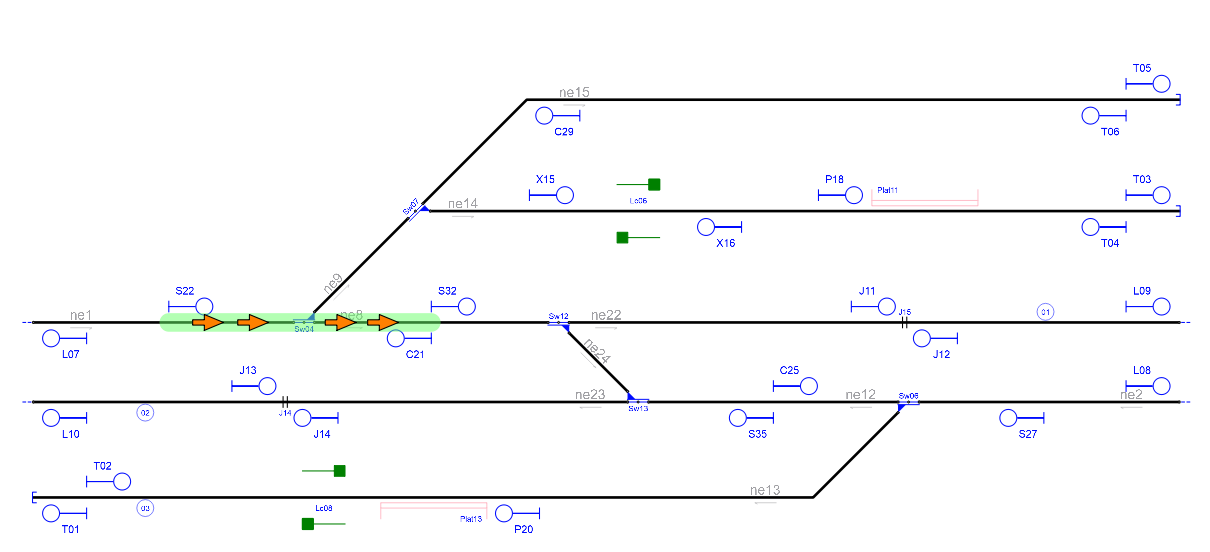 T05
ne15
C29
T06
X15
P18
Plat11
T03
Lc06
Sw07
ne14
X16
T04
ne9
S22
S32
J11
L09
ne1
Sw04
ne8
Sw12
ne22
J15
01
L07
C21
J12
ne24
J13
C25
L08
02
J14
ne23
Sw13
ne12
Sw06
ne2
L10
J14
S35
S27
T02
ne13
03
Lc08
Plat13
T01
P20